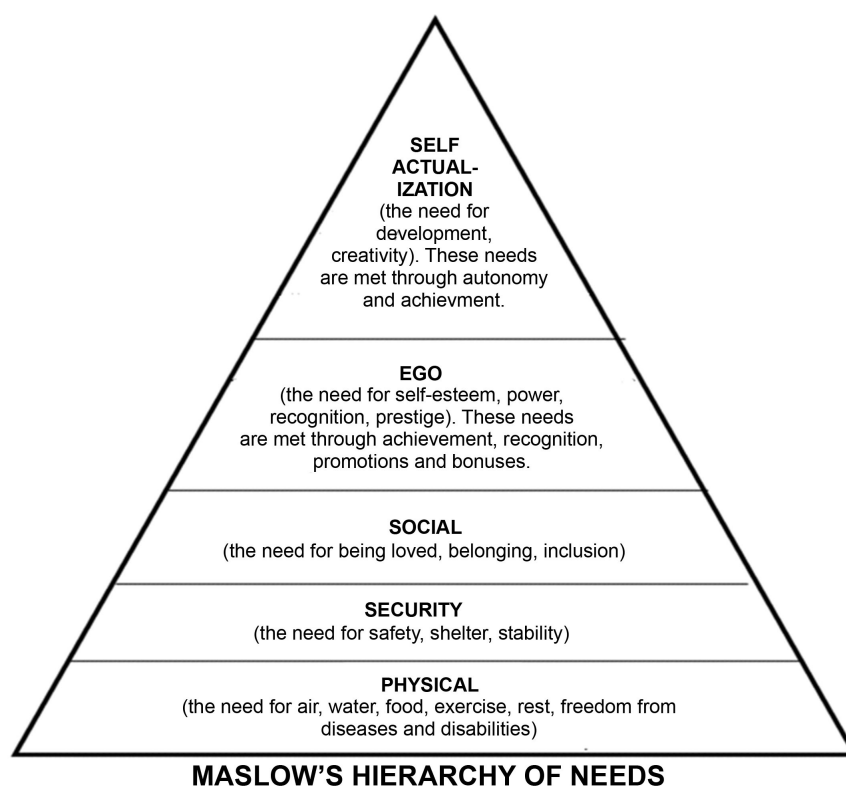 SELF
ACTUAL-
IZATION
(the need for
development,
creativity). These needs
are met through autonomy
and achievment.
EGO
(the need for self-esteem, power,
recognition, prestige). These needs
are met through achievement, recognition,
promotions and bonuses.
SOCIAL
(the need for being loved, belonging, inclusion)
SECURITY
(the need for safety, shelter, stability)
PHYSICAL
(the need for air, water, food, exercise, rest, freedom from
diseases and disabilities)
MASLOW'S HIERARCHY OF NEEDS